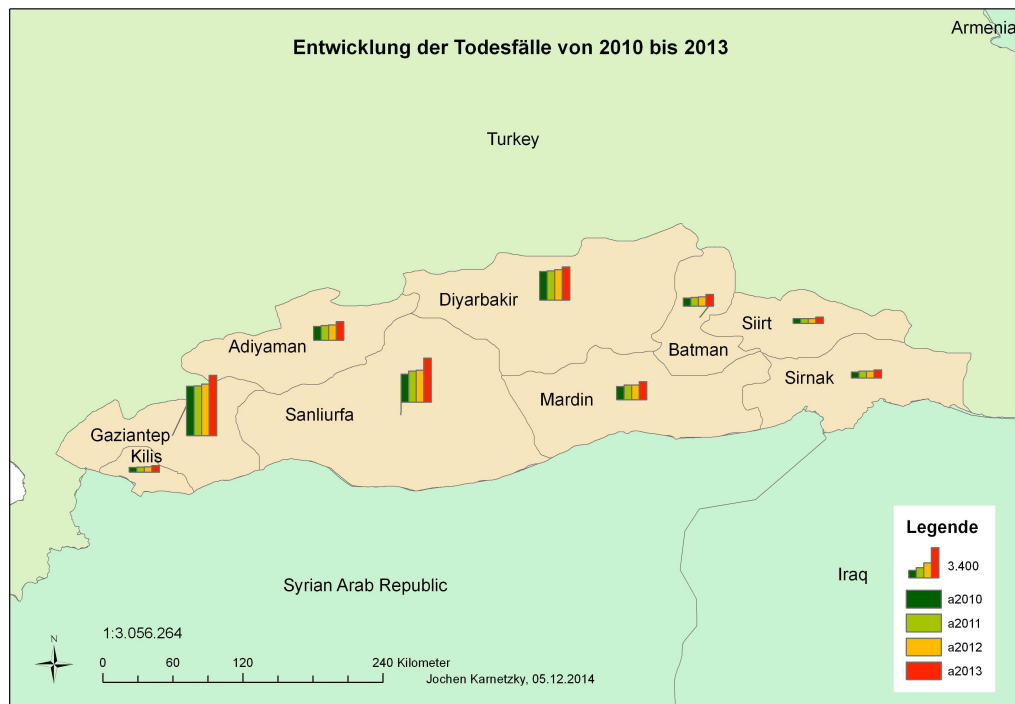 Armenia
Entwicklung der Todesfälle von 2010 bis 2013
Turkey
Diyarbakir
Siirt
Adiyaman
Batman
Sirnak
Mardin
Sanliurfa
Gaziantep
Kilis
Legende
3.400
a2010
a2011
a2012
a2013
Iraq
Syrian Arab Republic
N
1:3.056.264
0 60 120 240 Kilometer
Jochen Karnetzky, 05.12.2014